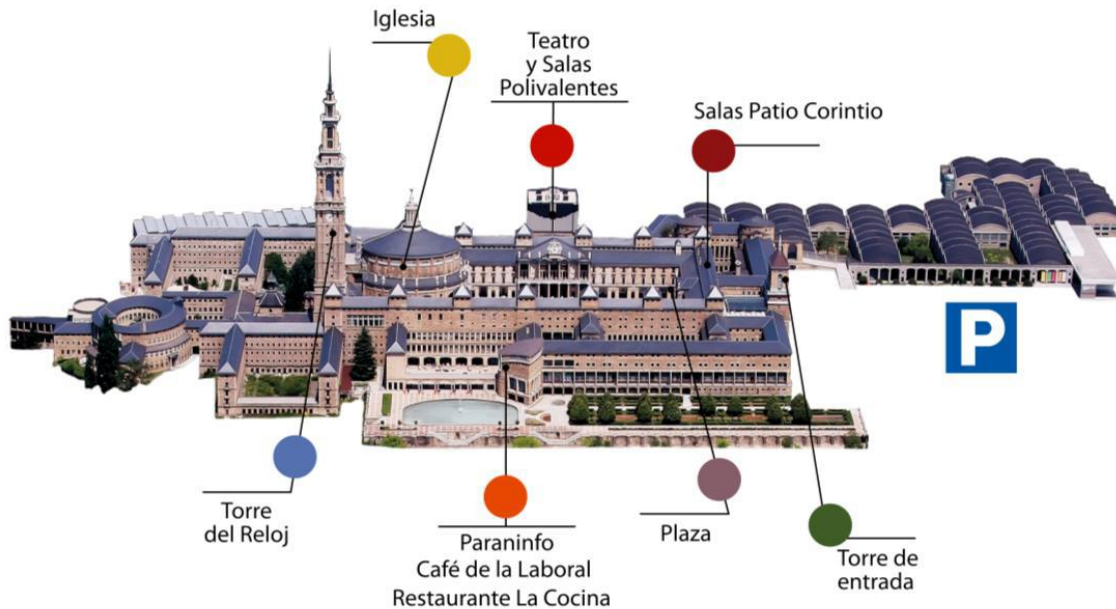 Iglesia
Teatro
y Salas
Polivalentes
Salas Patio Corintio
P
Torre
del Reloj
Paraninfo
Café de la Laboral
Restaurante La Cocina
Plaza
Torre de
entrada